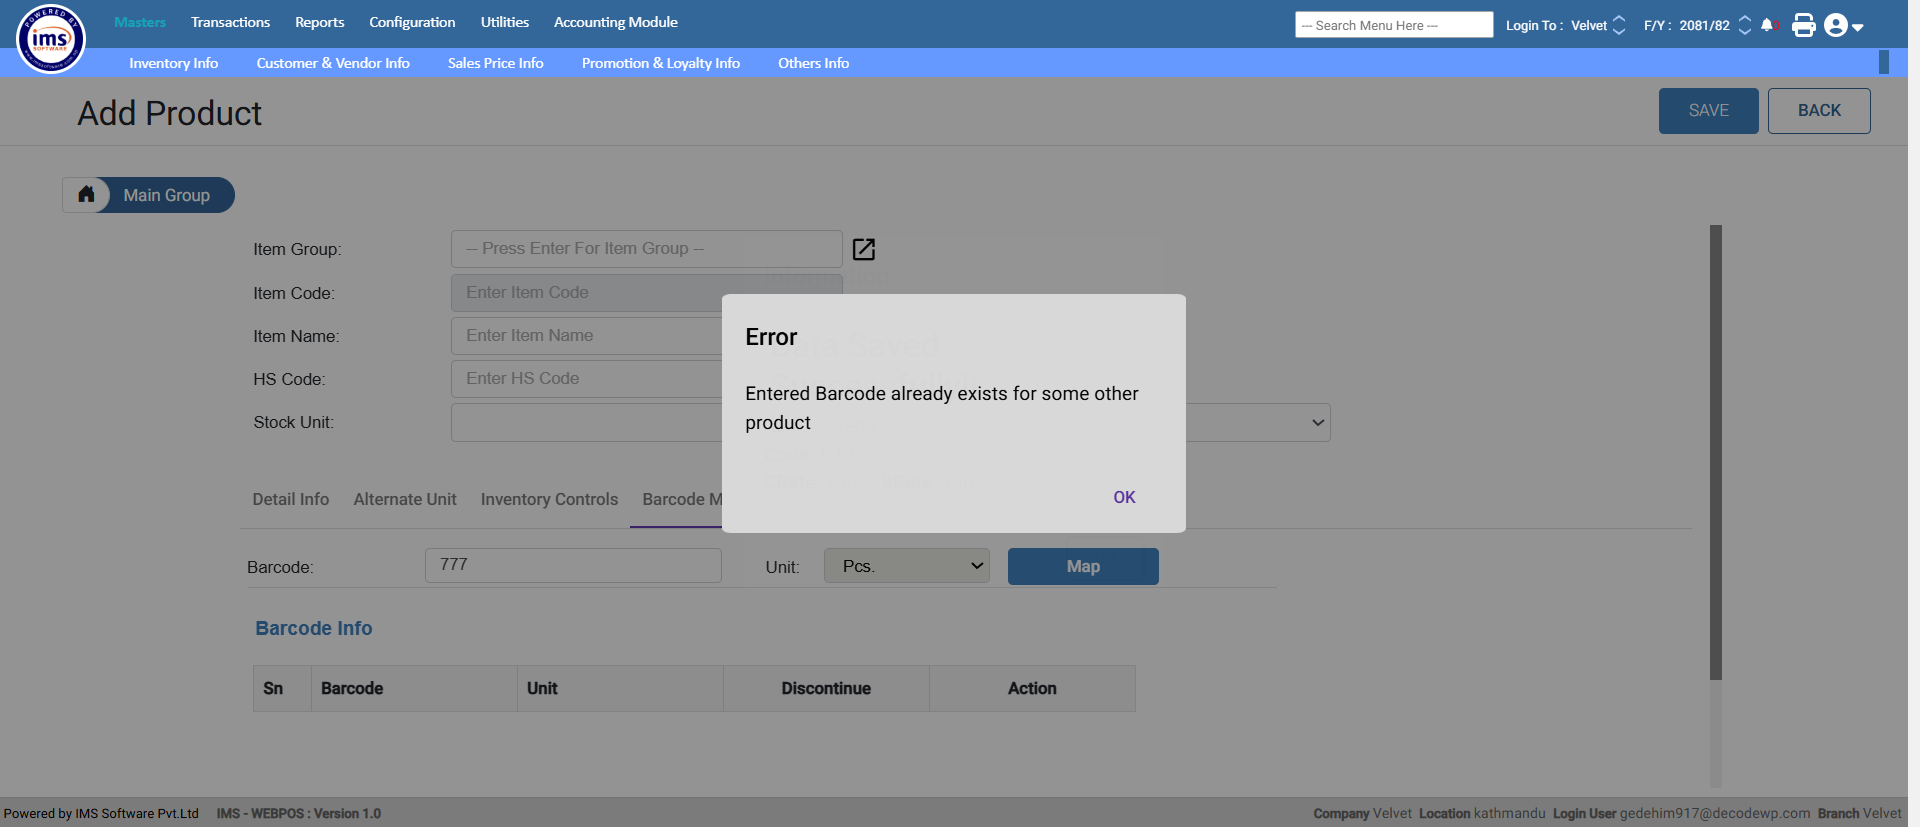 POWERED BY
ims
SOFTWARE
Masters Transactions Reports Configuration Utilities Accounting Module
--- Search Menu Here --- Login To : Velvet F/Y : 2081/82
Inventory Info Customer & Vendor Info Sales Price Info Promotion & Loyalty Info Others Info
Add Product SAVE BACK
Main Group
Item Group: -- Press Enter For Item Group --
Item Code: Enter Item Code
Item Name: Enter Item Name
HS Code: Enter HS Code
Stock Unit:
Error
Data Saved
Entered Barcode already exists for some other
product
OK
Detail Info Alternate Unit Inventory Controls Barcode M
Barcode: 777 Unit: Pcs. Map
Barcode Info
Sn Barcode Unit Discontinue Action
Powered by IMS Software Pvt.Ltd IMS - WEBPOS : Version 1.0 Company Velvet Location kathmandu Login User gedehim917@decodewp.com Branch Velvet